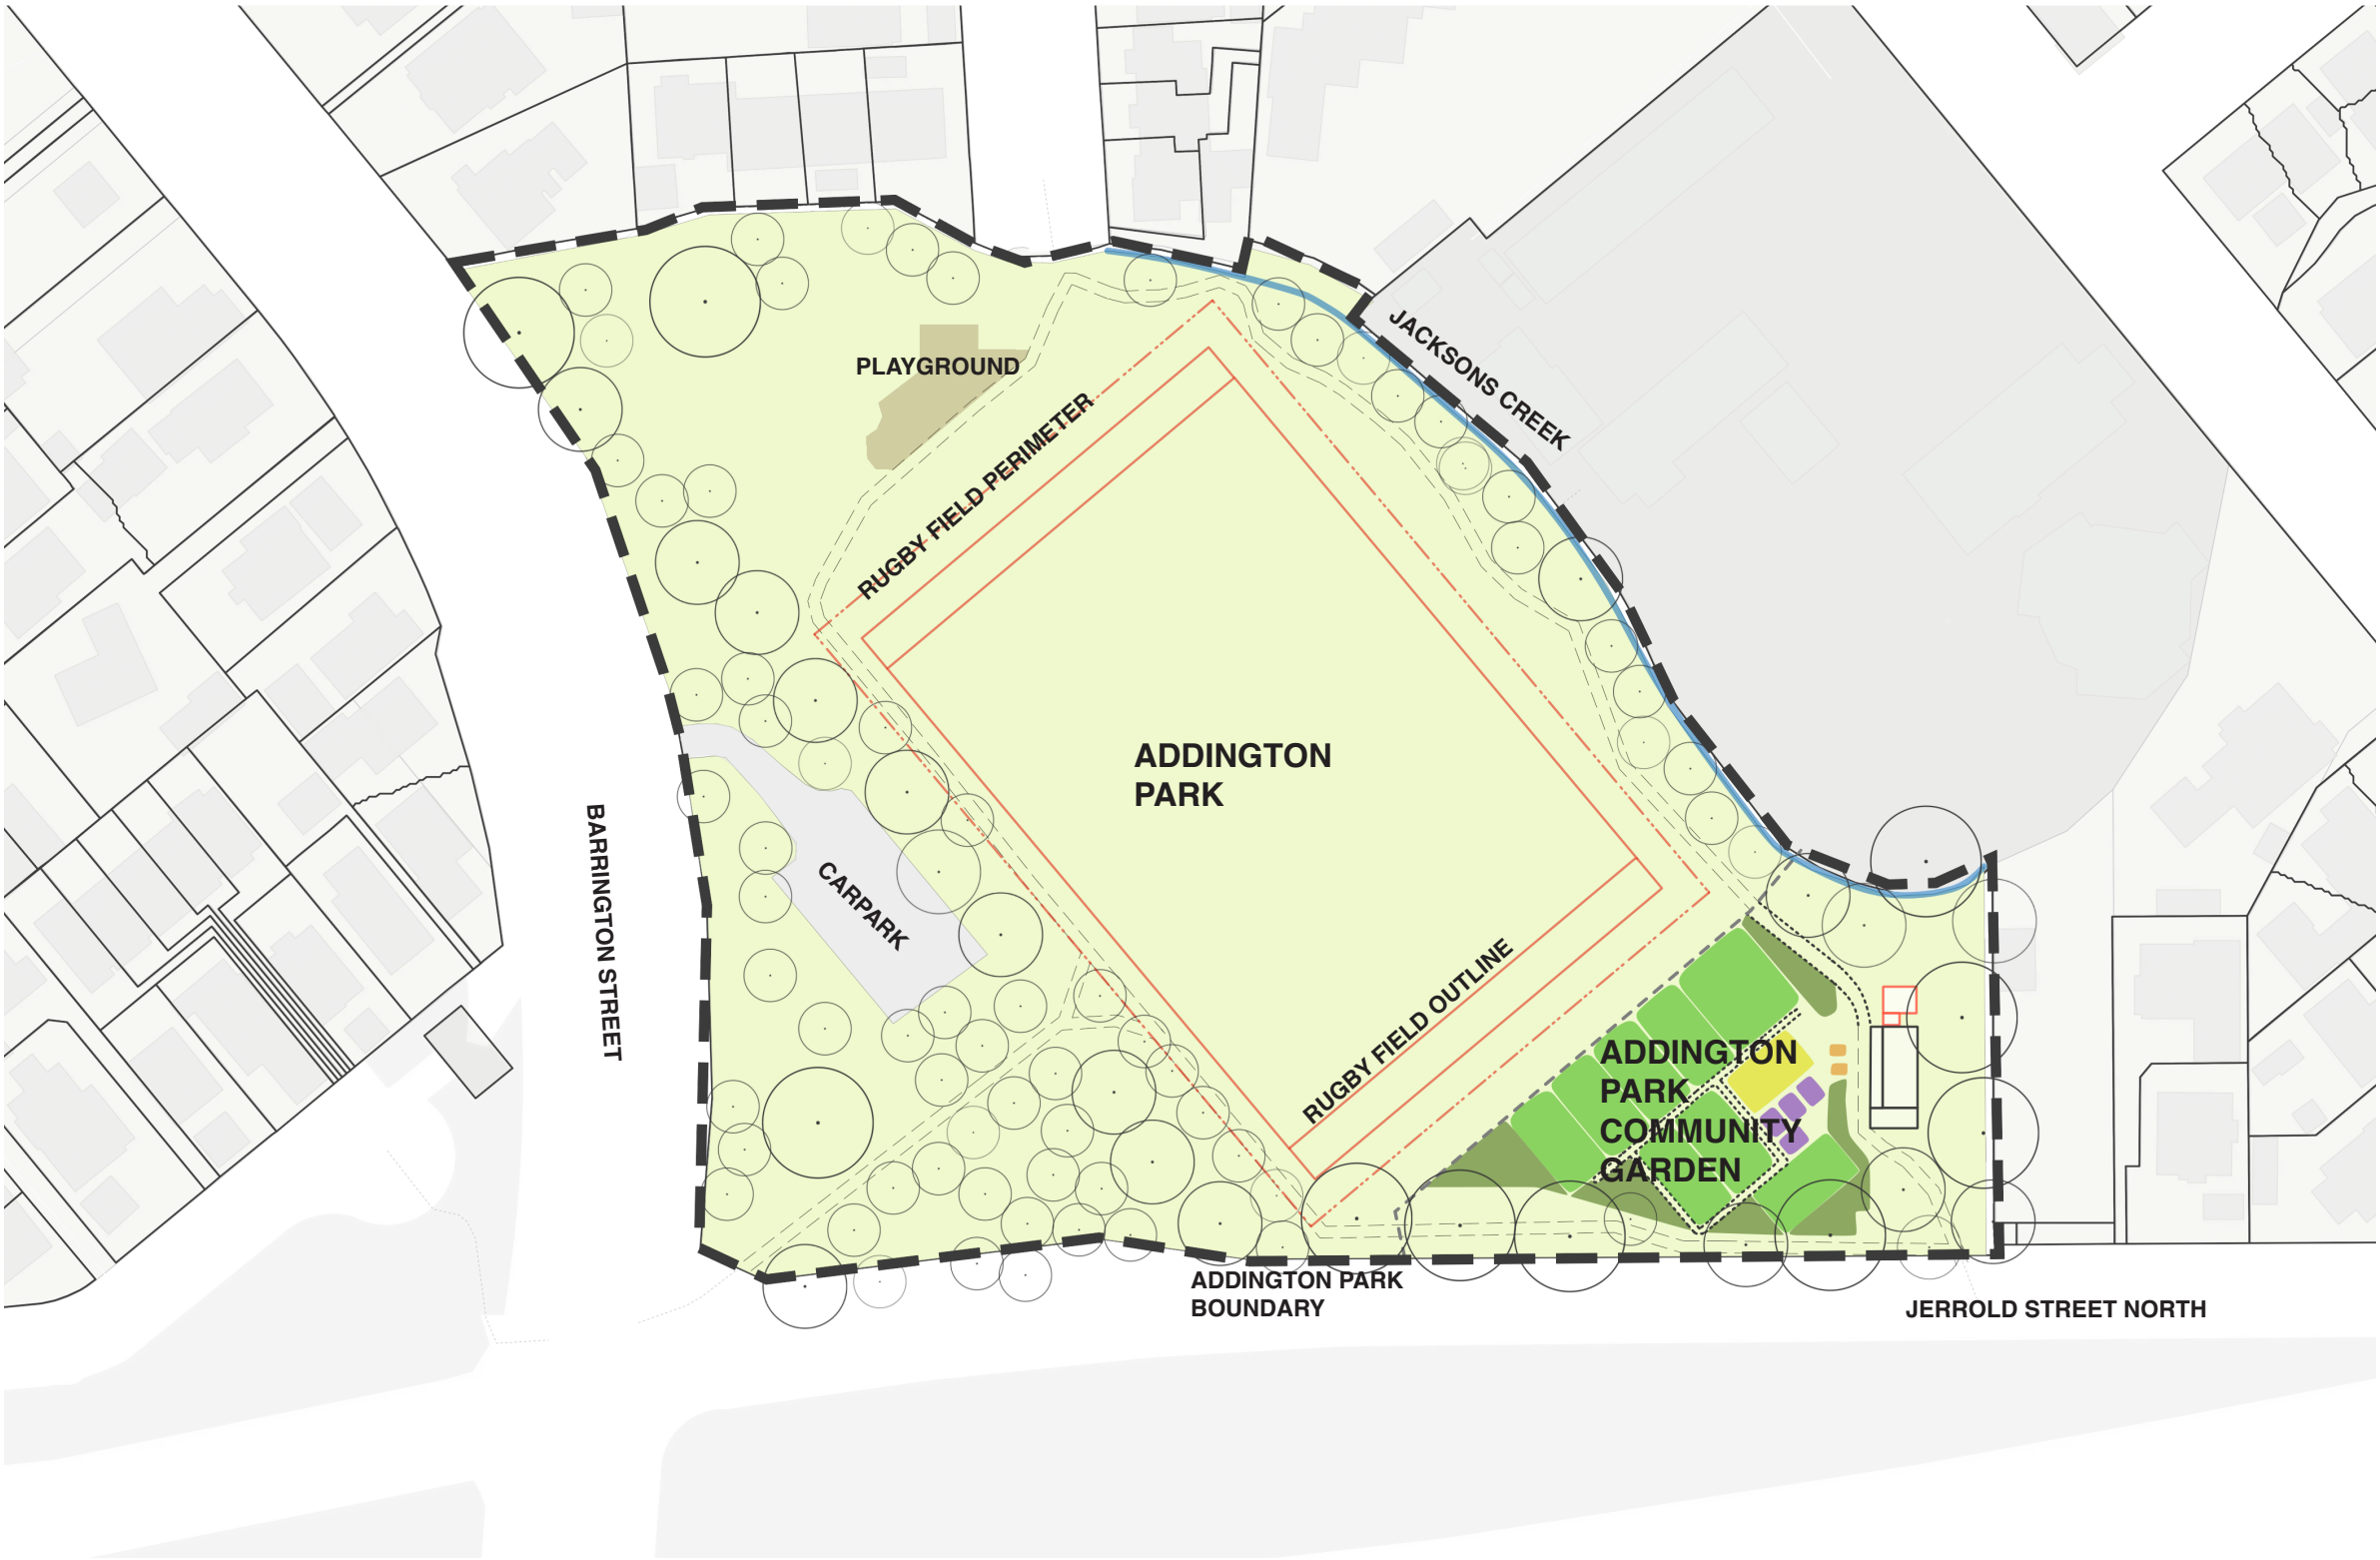 PLAYGROUND
JACKSONS CREEK
RUGBY FIELD PERIMETER
ADDINGTON
PARK
BARRINGTON STREET
CARPARK
RUGBY FIELD OUTLINE
ADDINGTON
PARK
COMMUNITY
GARDEN
ADDINGTON PARK
BOUNDARY
JERROLD STREET NORTH